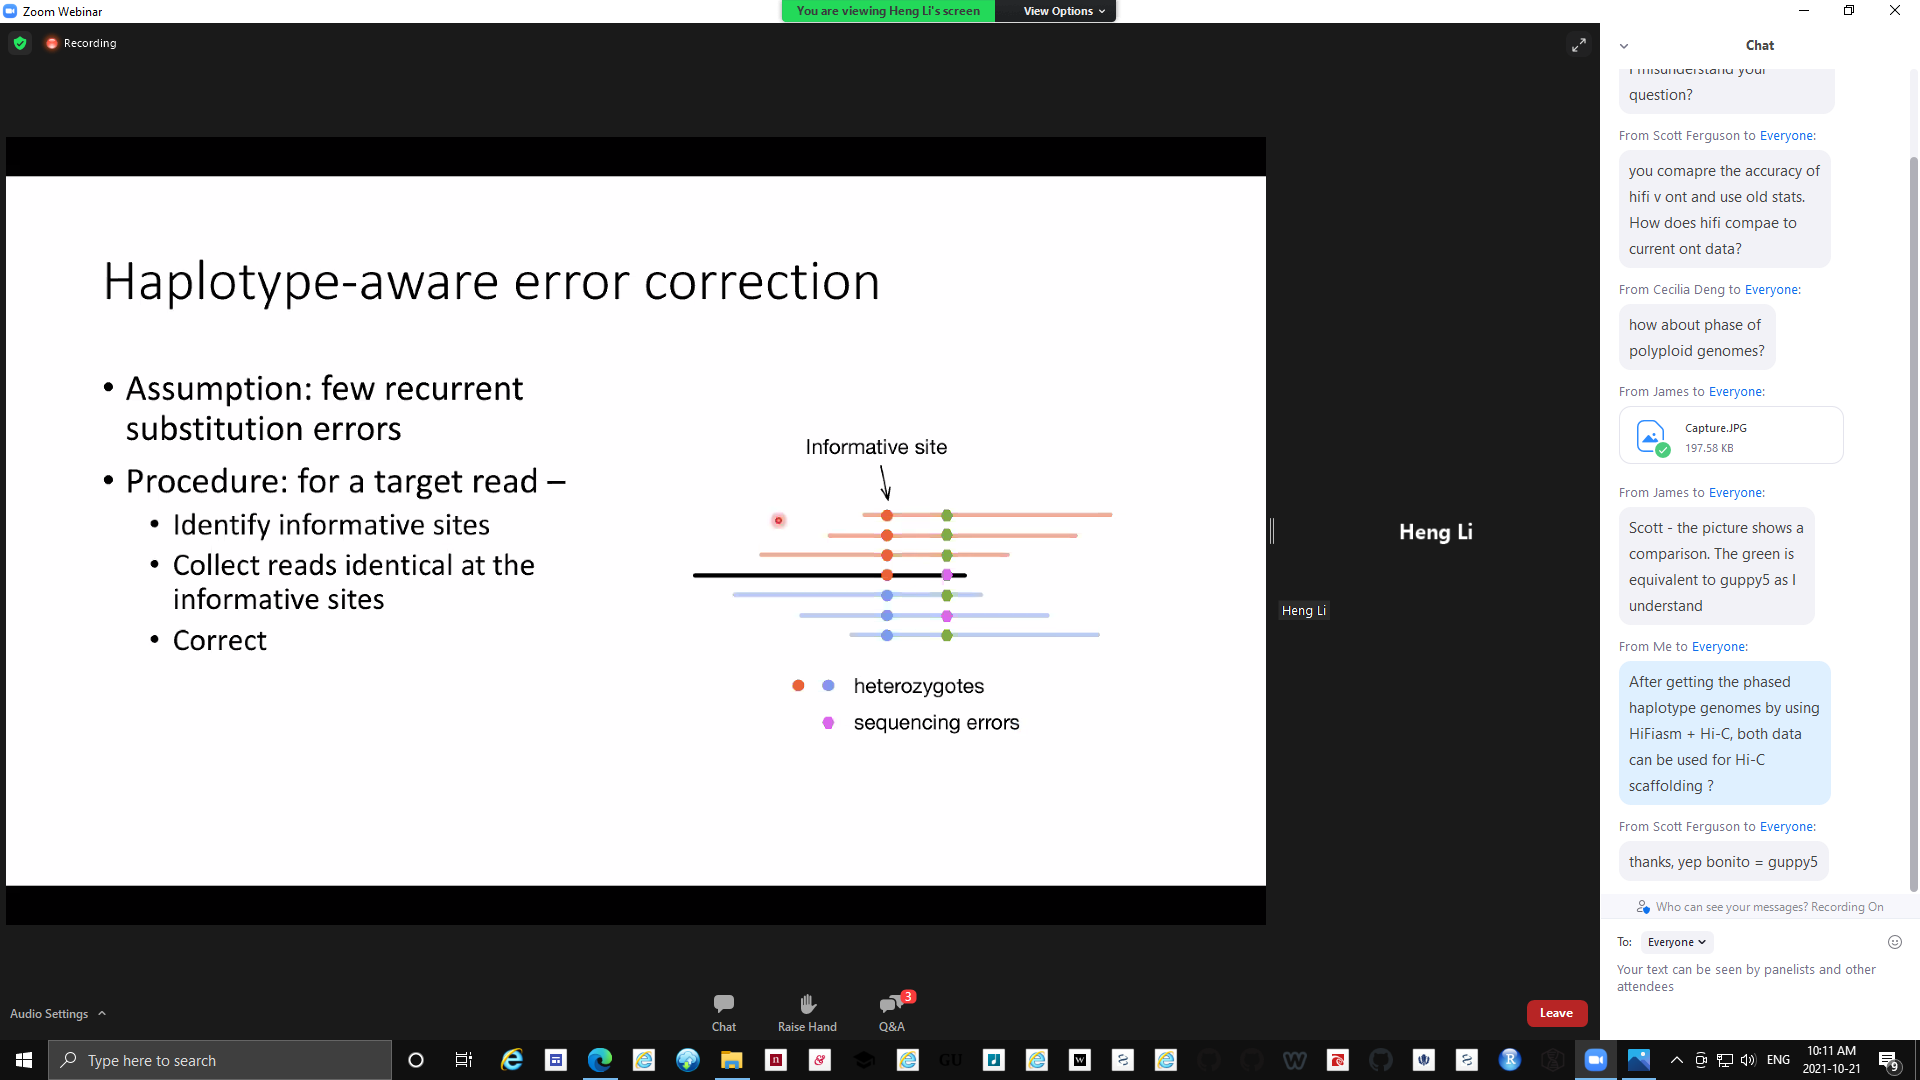 Zoom Webinar
You are viewing Heng Li's screen
View Options
Recording
Haplotype-aware error correction
• Assumption: few recurrent
substitution errors
• Procedure: for a target read –
• Identify informative sites
• Collect reads identical at the
informative sites
• Correct
Informative site
heterozygotes
sequencing errors
Heng Li
Heng Li
Chat
I misunderstand your
question?
From Scott Ferguson to Everyone:
you comapre the accuracy of
hifi v ont and use old stats.
How does hifi compae to
current ont data?
From Cecilia Deng to Everyone:
how about phase of
polyploid genomes?
From James to Everyone:
Capture.JPG
197.58 KB
From James to Everyone:
Scott - the picture shows a
comparison. The green is
equivalent to guppy5 as I
understand
From Me to Everyone:
After getting the phased
haplotype genomes by using
HiFiasm + Hi-C, both data
can be used for Hi-C
scaffolding ?
From Scott Ferguson to Everyone:
thanks, yep bonito = guppy5
Who can see your messages? Recording On
To: Everyone
Your text can be seen by panelists and other
attendees
Audio Settings
Chat
Raise Hand
3
Q&A
Leave
Type here to search
GU
W
R
ENG
10:11 AM
2021-10-21
9